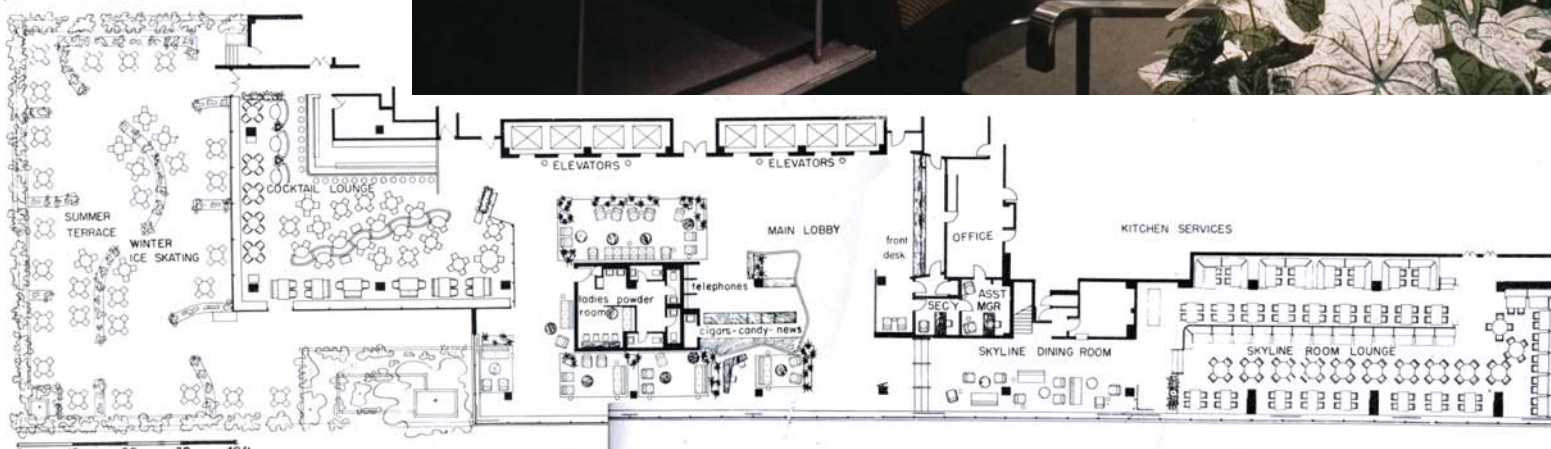 ELEVATORS
ELEVATORS
COCKTAIL LOUNGE
SUMMER
TERRACE
WINTER
ICE SKATING
MAIN LOBBY
front
desk
OFFICE
KITCHEN SERVICES
telephones
ladies powder
room
cigars-candy-news
SEC'Y
ASST
MGR
SKYLINE DINING ROOM
SKYLINE ROOM LOUNGE